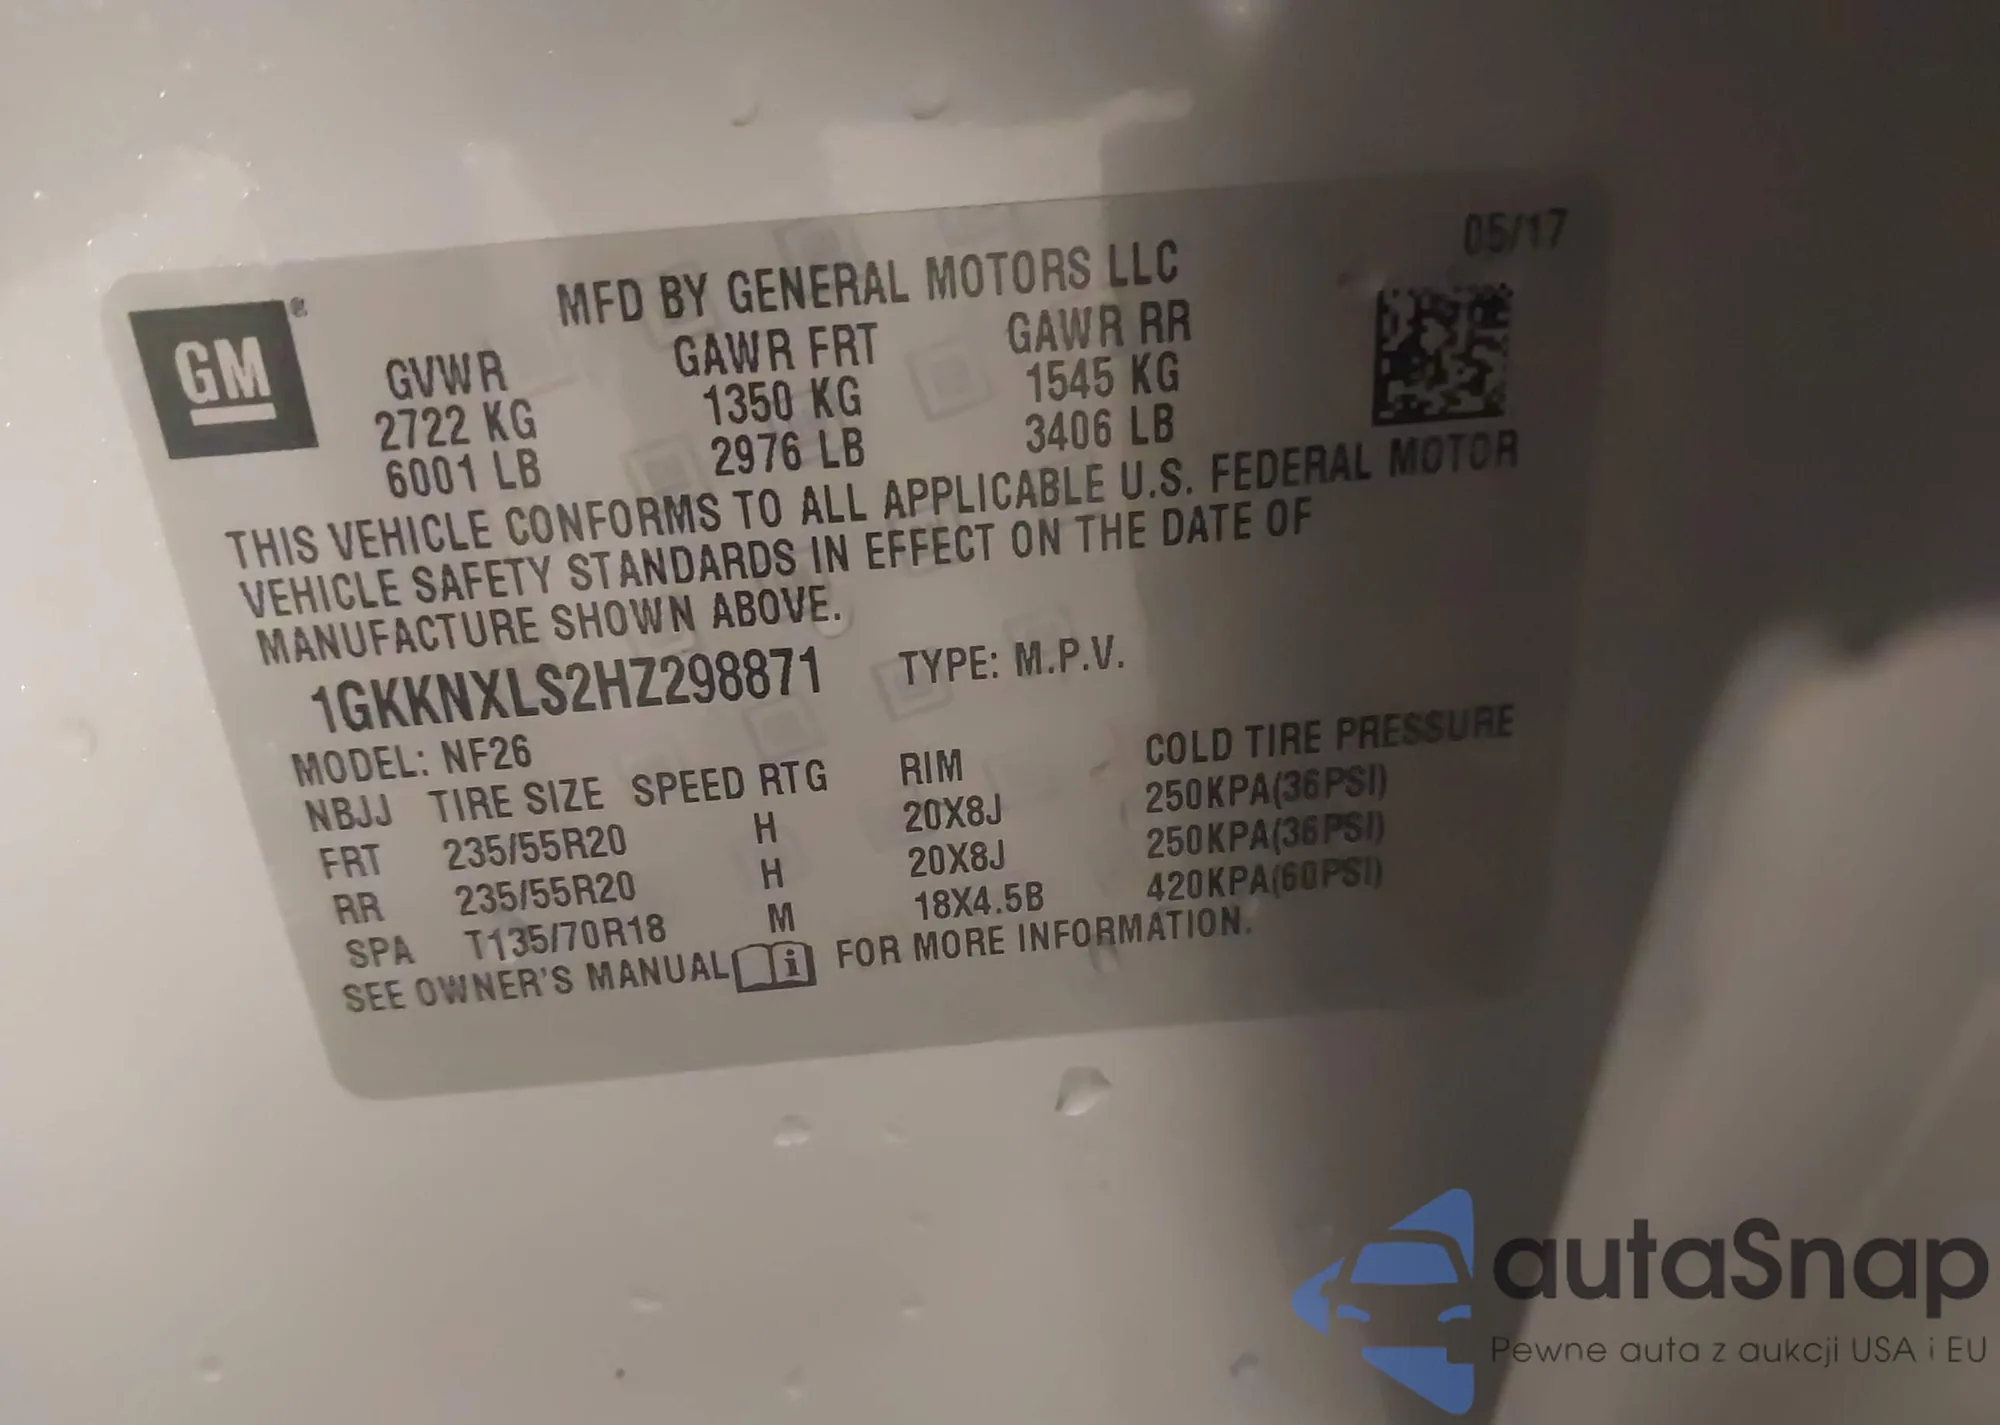 05/17
GM®
MFD BY GENERAL MOTORS LLC
GVWR GAWR FRT GAWR RR
2722 KG 1350 KG 1545 KG
6001 LB 2976 LB 3406 LB
THIS VEHICLE CONFORMS TO ALL APPLICABLE U.S. FEDERAL MOTOR
VEHICLE SAFETY STANDARDS IN EFFECT ON THE DATE OF
MANUFACTURE SHOWN ABOVE.
1GKKNXLS2HZ298871 TYPE: M.P.V.
MODEL: NF26
NBJJ TIRE SIZE SPEED RTG RIM COLD TIRE PRESSURE
FRT 235/55R20 H 20X8J 250KPA(36PSI)
RR 235/55R20 H 20X8J 250KPA(36PSI)
SPA T135/70R18 M 18X4.5B 420KPA(60PSI)
SEE OWNER'S MANUAL i FOR MORE INFORMATION.
autaSnap
Pewne auta z aukcji USA i EU